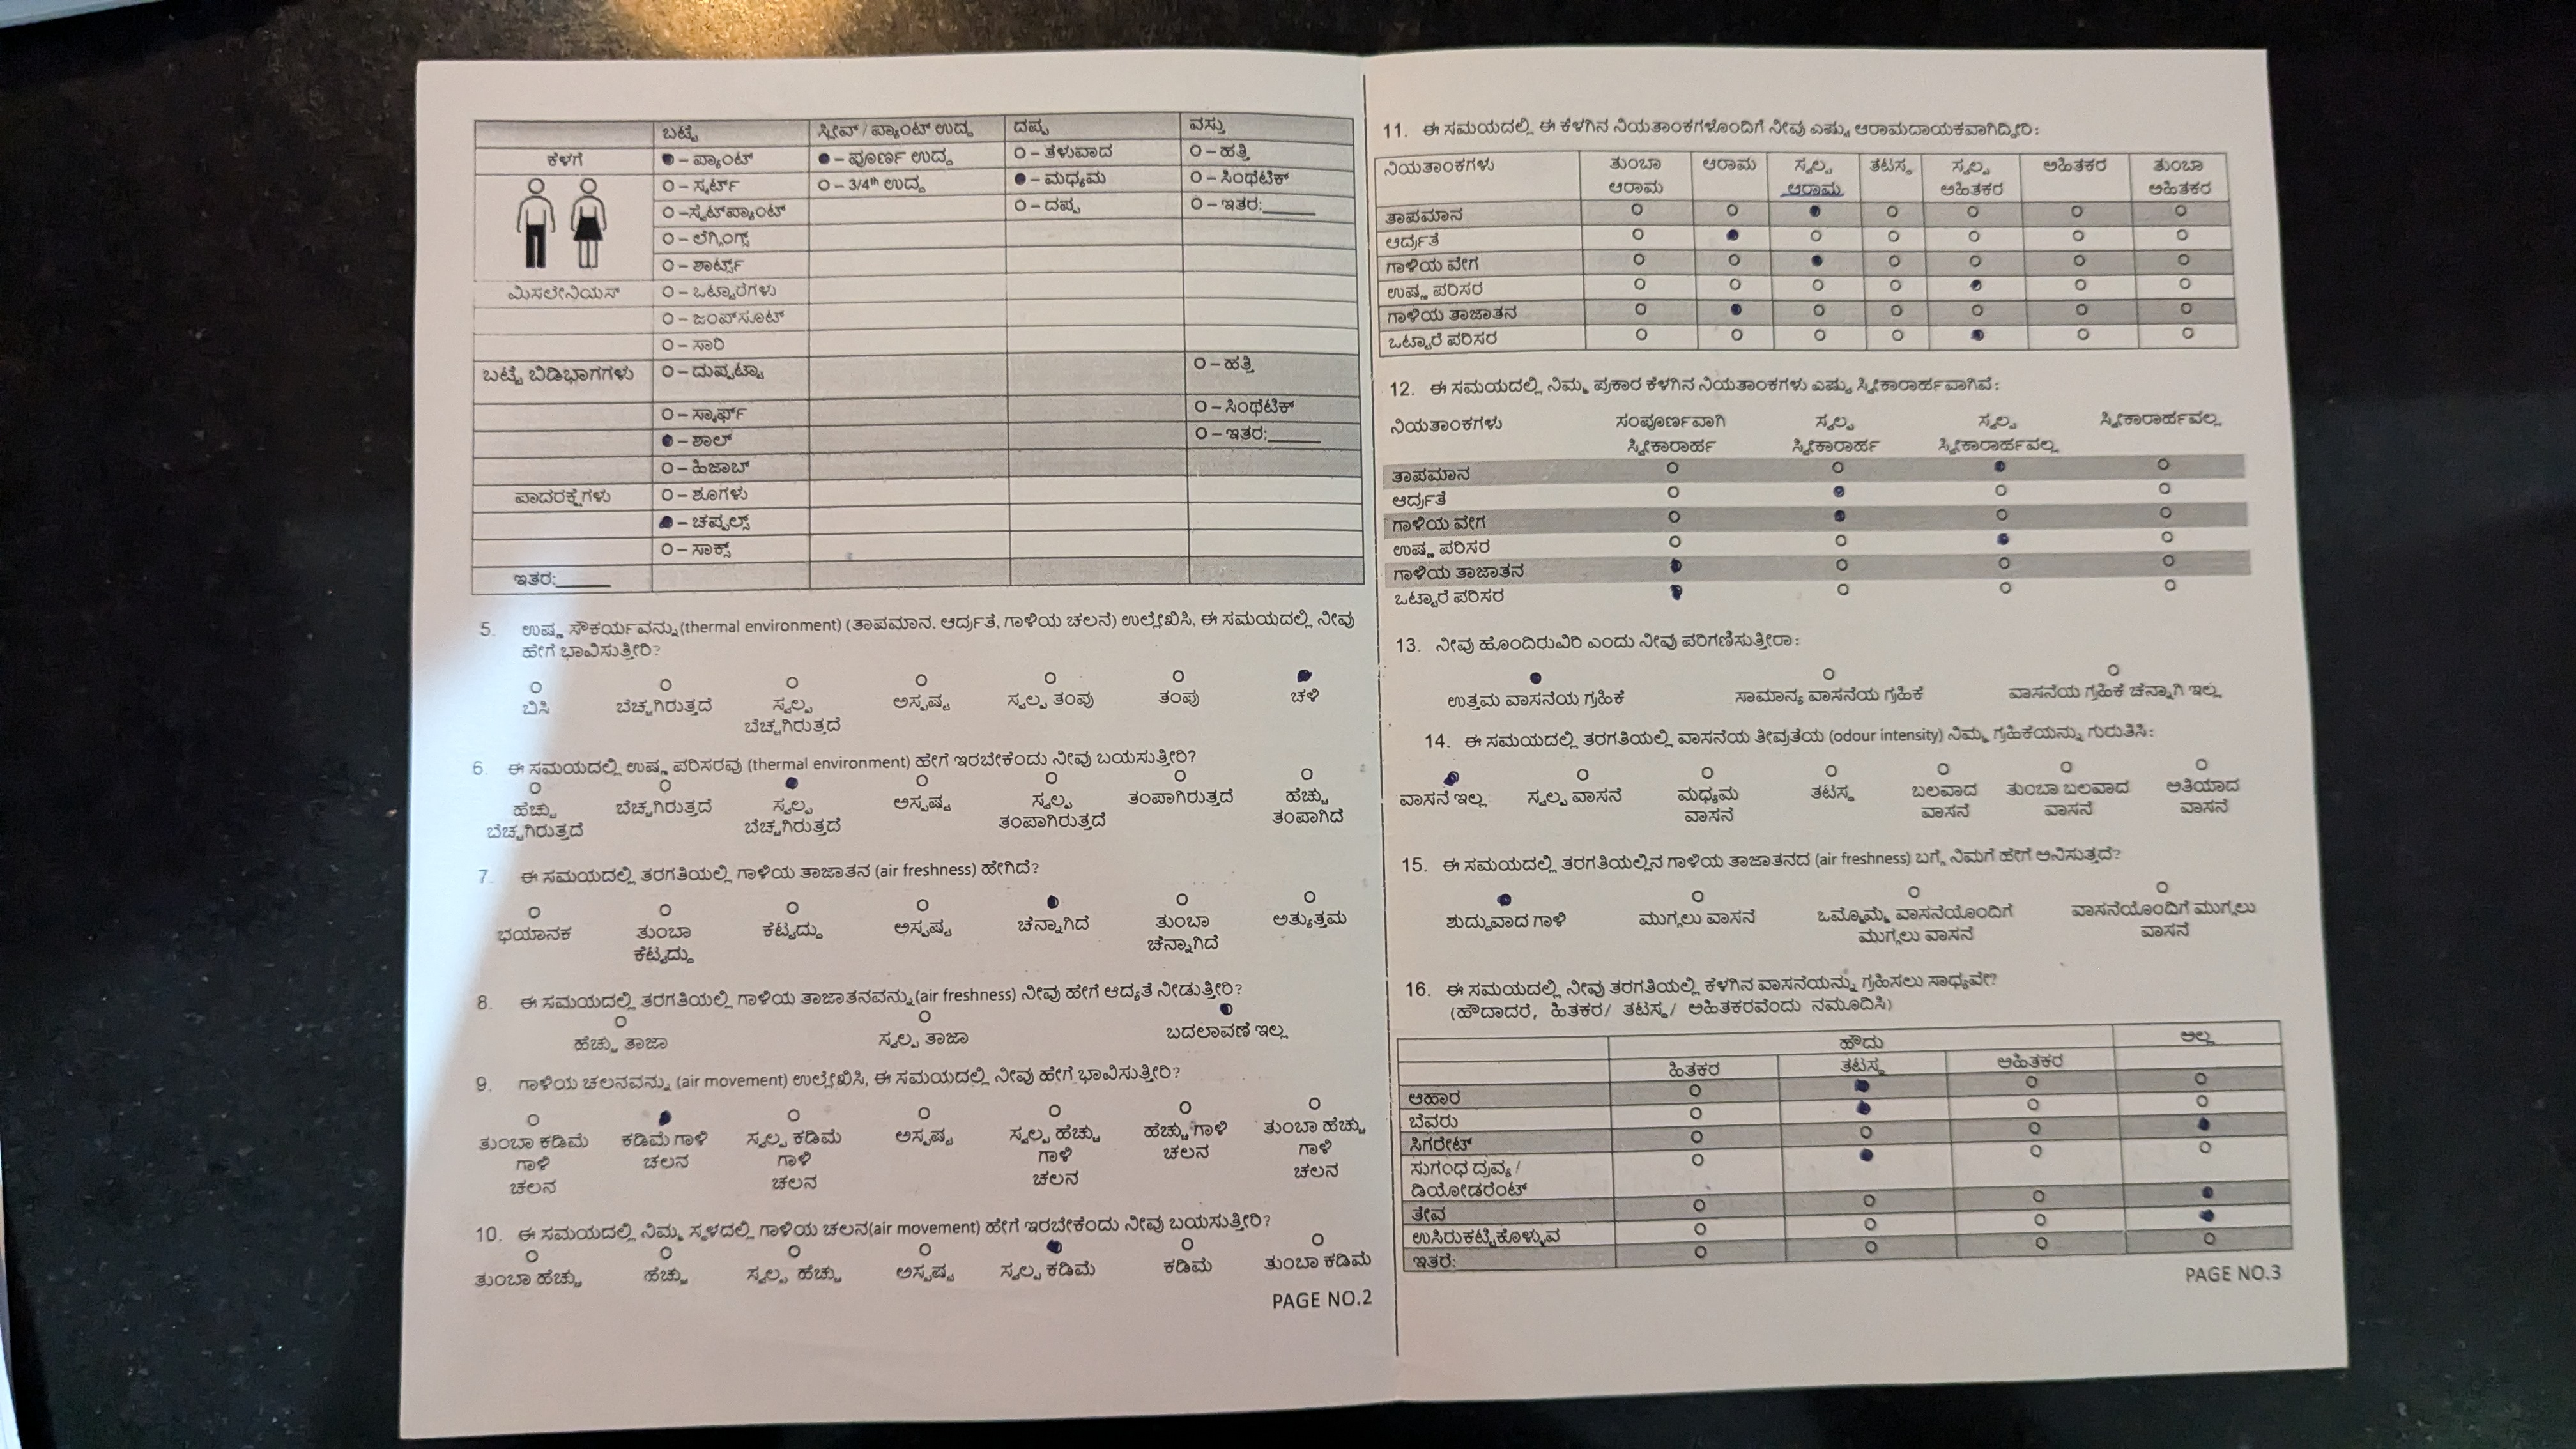 ಬಟ್ಟೆ ಸ್ಲೀವ್ / ಪ್ಯಾಂಟ್ ಉದ್ದ ದಪ್ಪ ವಸ್ತು
ಕೆಳಗೆ ● – ಪ್ಯಾಂಟ್ ● – ಪೂರ್ಣ ಉದ್ದ O – ತೆಳುವಾದ O – ಹತ್ತಿ
O – ಸ್ಕರ್ಟ್ O – 3/4th ಉದ್ದ ● – ಮಧ್ಯಮ O – ಸಿಂಥೆಟಿಕ್
O –ಸ್ವೆಟ್‌ಪ್ಯಾಂಟ್ O – ದಪ್ಪ O – ಇತರ:______
O – ಲೆಗ್ಗಿಂಗ್ಸ್
O – ಶಾರ್ಟ್ಸ್
ಮಿಸಲೇನಿಯಸ್ O – ಒಟ್ಟಾರೆಗಳು
O – ಜಂಪ್‌ಸೂಟ್
O – ಸಾರಿ
ಬಟ್ಟೆ ಬಿಡಿಭಾಗಗಳು O – ದುಪ್ಪಟ್ಟಾ O – ಹತ್ತಿ
O – ಸ್ಕಾರ್ಫ್ O – ಸಿಂಥೆಟಿಕ್
● – ಶಾಲ್ O – ಇತರ:______
O – ಹಿಜಾಬ್
ಪಾದರಕ್ಷೆಗಳು O – ಶೂಗಳು
● – ಚಪ್ಪಲ್ಸ್
O – ಸಾಕ್ಸ್
ಇತರ:______
5. ಉಷ್ಣ ಸೌಕರ್ಯವನ್ನು(thermal environment) (ತಾಪಮಾನ. ಆರ್ದ್ರತೆ, ಗಾಳಿಯ ಚಲನೆ) ಉಲ್ಲೇಖಿಸಿ, ಈ ಸಮಯದಲ್ಲಿ ನೀವು
ಹೇಗೆ ಭಾವಿಸುತ್ತೀರಿ?
O O O O O O ●
ಬಿಸಿ ಬೆಚ್ಚಗಿರುತ್ತದೆ ಸ್ವಲ್ಪ ಅಸ್ಪಷ್ಟ ಸ್ವಲ್ಪ ತಂಪು ತಂಪು ಚಳಿ
ಬೆಚ್ಚಗಿರುತ್ತದೆ
6. ಈ ಸಮಯದಲ್ಲಿ ಉಷ್ಣ ಪರಿಸರವು (thermal environment) ಹೇಗೆ ಇರಬೇಕೆಂದು ನೀವು ಬಯಸುತ್ತೀರಿ?
O O ● O O O O
ಹೆಚ್ಚು ಬೆಚ್ಚಗಿರುತ್ತದೆ ಸ್ವಲ್ಪ ಅಸ್ಪಷ್ಟ ಸ್ವಲ್ಪ ತಂಪಾಗಿರುತ್ತದೆ ಹೆಚ್ಚು
ಬೆಚ್ಚಗಿರುತ್ತದೆ ಬೆಚ್ಚಗಿರುತ್ತದೆ ತಂಪಾಗಿರುತ್ತದೆ ತಂಪಾಗಿದೆ
7. ಈ ಸಮಯದಲ್ಲಿ ತರಗತಿಯಲ್ಲಿ ಗಾಳಿಯ ತಾಜಾತನ (air freshness) ಹೇಗಿದೆ?
O O O O ● O O
ಭಯಾನಕ ತುಂಬಾ ಕೆಟ್ಟದ್ದು ಅಸ್ಪಷ್ಟ ಚೆನ್ನಾಗಿದೆ ತುಂಬಾ ಅತ್ಯುತ್ತಮ
ಕೆಟ್ಟದ್ದು ಚೆನ್ನಾಗಿದೆ
8. ಈ ಸಮಯದಲ್ಲಿ ತರಗತಿಯಲ್ಲಿ ಗಾಳಿಯ ತಾಜಾತನವನ್ನು(air freshness) ನೀವು ಹೇಗೆ ಆದ್ಯತೆ ನೀಡುತ್ತೀರಿ?
O O ●
ಹೆಚ್ಚು ತಾಜಾ ಸ್ವಲ್ಪ ತಾಜಾ ಬದಲಾವಣೆ ಇಲ್ಲ
9. ಗಾಳಿಯ ಚಲನವನ್ನು (air movement) ಉಲ್ಲೇಖಿಸಿ, ಈ ಸಮಯದಲ್ಲಿ ನೀವು ಹೇಗೆ ಭಾವಿಸುತ್ತೀರಿ?
O ● O O O O O
ತುಂಬಾ ಕಡಿಮೆ ಕಡಿಮೆ ಗಾಳಿ ಸ್ವಲ್ಪ ಕಡಿಮೆ ಅಸ್ಪಷ್ಟ ಸ್ವಲ್ಪ ಹೆಚ್ಚು ಹೆಚ್ಚು ಗಾಳಿ ತುಂಬಾ ಹೆಚ್ಚು
ಗಾಳಿ ಚಲನ ಗಾಳಿ ಗಾಳಿ ಚಲನ ಗಾಳಿ
ಚಲನ ಚಲನ ಚಲನ ಚಲನ
10. ಈ ಸಮಯದಲ್ಲಿ ನಿಮ್ಮ ಸ್ಥಳದಲ್ಲಿ ಗಾಳಿಯ ಚಲನ(air movement) ಹೇಗೆ ಇರಬೇಕೆಂದು ನೀವು ಬಯಸುತ್ತೀರಿ?
O O O O ● O O
ತುಂಬಾ ಹೆಚ್ಚು ಹೆಚ್ಚು ಸ್ವಲ್ಪ ಹೆಚ್ಚು ಅಸ್ಪಷ್ಟ ಸ್ವಲ್ಪ ಕಡಿಮೆ ಕಡಿಮೆ ತುಂಬಾ ಕಡಿಮೆ
PAGE NO.2
11. ಈ ಸಮಯದಲ್ಲಿ ಈ ಕೆಳಗಿನ ನಿಯತಾಂಕಗಳೊಂದಿಗೆ ನೀವು ಎಷ್ಟು ಆರಾಮದಾಯಕವಾಗಿದ್ದೀರಿ:
ನಿಯತಾಂಕಗಳು ತುಂಬಾ ಆರಾಮ ಸ್ವಲ್ಪ ತಟಸ್ಥ ಸ್ವಲ್ಪ ಅಹಿತಕರ ತುಂಬಾ
ಆರಾಮ ಆರಾಮ ಅಹಿತಕರ ಅಹಿತಕರ
ತಾಪಮಾನ O O ● O O O O
ಆರ್ದ್ರತೆ O ● O O O O O
ಗಾಳಿಯ ವೇಗ O O ● O O O O
ಉಷ್ಣ ಪರಿಸರ O O O O ● O O
ಗಾಳಿಯ ತಾಜಾತನ O ● O O O O O
ಒಟ್ಟಾರೆ ಪರಿಸರ O O O O ● O O
12. ಈ ಸಮಯದಲ್ಲಿ ನಿಮ್ಮ ಪ್ರಕಾರ ಕೆಳಗಿನ ನಿಯತಾಂಕಗಳು ಎಷ್ಟು ಸ್ವೀಕಾರಾರ್ಹವಾಗಿವೆ:
ನಿಯತಾಂಕಗಳು ಸಂಪೂರ್ಣವಾಗಿ ಸ್ವಲ್ಪ ಸ್ವಲ್ಪ ಸ್ವೀಕಾರಾರ್ಹವಲ್ಲ
ಸ್ವೀಕಾರಾರ್ಹ ಸ್ವೀಕಾರಾರ್ಹ ಸ್ವೀಕಾರಾರ್ಹವಲ್ಲ
ತಾಪಮಾನ O O ● O
ಆರ್ದ್ರತೆ O ● O O
ಗಾಳಿಯ ವೇಗ O ● O O
ಉಷ್ಣ ಪರಿಸರ O O ● O
ಗಾಳಿಯ ತಾಜಾತನ ● O O O
ಒಟ್ಟಾರೆ ಪರಿಸರ ● O O O
13. ನೀವು ಹೊಂದಿರುವಿರಿ ಎಂದು ನೀವು ಪರಿಗಣಿಸುತ್ತೀರಾ:
● O O
ಉತ್ತಮ ವಾಸನೆಯ ಗ್ರಹಿಕೆ ಸಾಮಾನ್ಯ ವಾಸನೆಯ ಗ್ರಹಿಕೆ ವಾಸನೆಯ ಗ್ರಹಿಕೆ ಚೆನ್ನಾಗಿ ಇಲ್ಲ
14. ಈ ಸಮಯದಲ್ಲಿ ತರಗತಿಯಲ್ಲಿ ವಾಸನೆಯ ತೀವ್ರತೆಯ (odour intensity) ನಿಮ್ಮ ಗ್ರಹಿಕೆಯನ್ನು ಗುರುತಿಸಿ:
● O O O O O O
ವಾಸನೆ ಇಲ್ಲ ಸ್ವಲ್ಪ ವಾಸನೆ ಮಧ್ಯಮ ತಟಸ್ಥ ಬಲವಾದ ತುಂಬಾ ಬಲವಾದ ಅತಿಯಾದ
ವಾಸನೆ ವಾಸನೆ ವಾಸನೆ ವಾಸನೆ
15. ಈ ಸಮಯದಲ್ಲಿ ತರಗತಿಯಲ್ಲಿನ ಗಾಳಿಯ ತಾಜಾತನದ (air freshness) ಬಗ್ಗೆ ನಿಮಗೆ ಹೇಗೆ ಅನಿಸುತ್ತದೆ?
● O O O
ಶುದ್ಧವಾದ ಗಾಳಿ ಮುಗ್ಗಲು ವಾಸನೆ ಒಮ್ಮೊಮ್ಮೆ ವಾಸನೆಯೊಂದಿಗೆ ವಾಸನೆಯೊಂದಿಗೆ ಮುಗ್ಗಲು
ಮುಗ್ಗಲು ವಾಸನೆ ವಾಸನೆ
16. ಈ ಸಮಯದಲ್ಲಿ ನೀವು ತರಗತಿಯಲ್ಲಿ ಕೆಳಗಿನ ವಾಸನೆಯನ್ನು ಗ್ರಹಿಸಲು ಸಾಧ್ಯವೇ?
(ಹೌದಾದರೆ, ಹಿತಕರ/ ತಟಸ್ಥ/ ಅಹಿತಕರವೆಂದು ನಮೂದಿಸಿ)
ಹೌದು ಅಲ್ಲ
ಹಿತಕರ ತಟಸ್ಥ ಅಹಿತಕರ
ಆಹಾರ O ● O O
ಬೆವರು O ● O O
ಸಿಗರೇಟ್ O O O ●
ಸುಗಂಧ ದ್ರವ್ಯ/ O ● O O
ಡಿಯೋಡರೆಂಟ್
ತೇವ O O O ●
ಉಸಿರುಕಟ್ಟಿಕೊಳ್ಳುವ O O O ●
ಇತರೆ: O O O O
PAGE NO.3